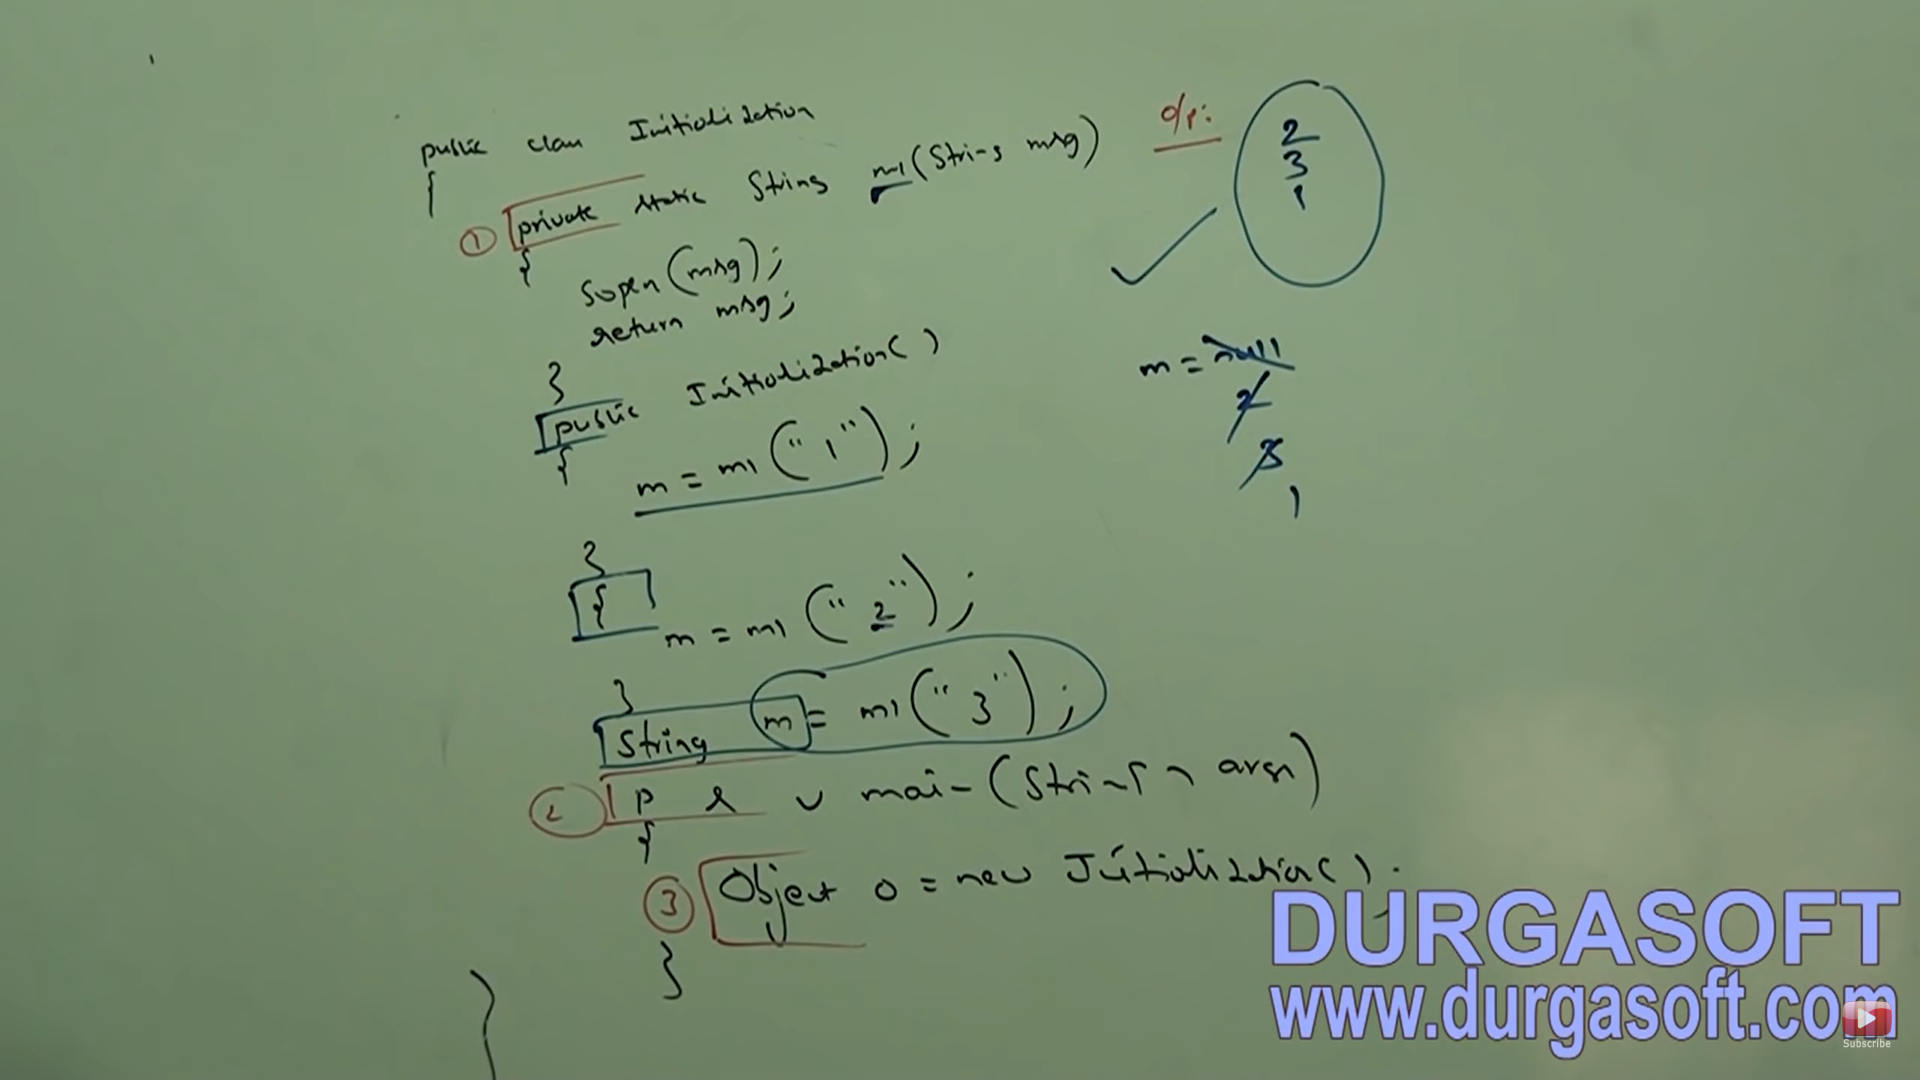 public class Initialization
{
① private static String m1(String msg)
{
Sopln(msg);
return msg;
}
public Initialization()
{
m = m1("1");
}
{
m = m1("2");
}
String m = m1("3");
② p s v main(String[] args)
{
③ Object o = new Initialization();
}
}
o/p:
2
3
1
m = null
2
3
1
DURGASOFT
www.durgasoft.com
Subscribe